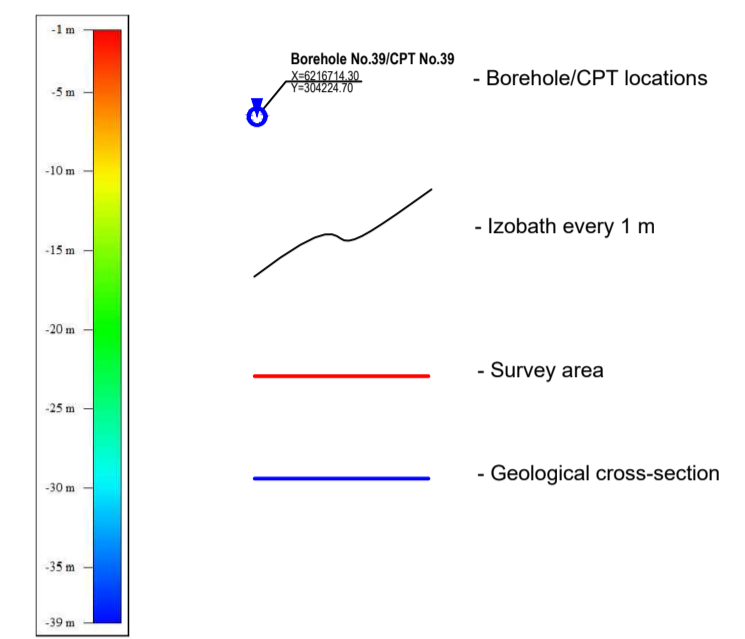 -1 m
-5 m
-10 m
-15 m
-20 m
-25 m
-30 m
-35 m
-39 m
Borehole No.39/CPT No.39
X=6216714.30
Y=304224.70
- Borehole/CPT locations
- Izobath every 1 m
- Survey area
- Geological cross-section